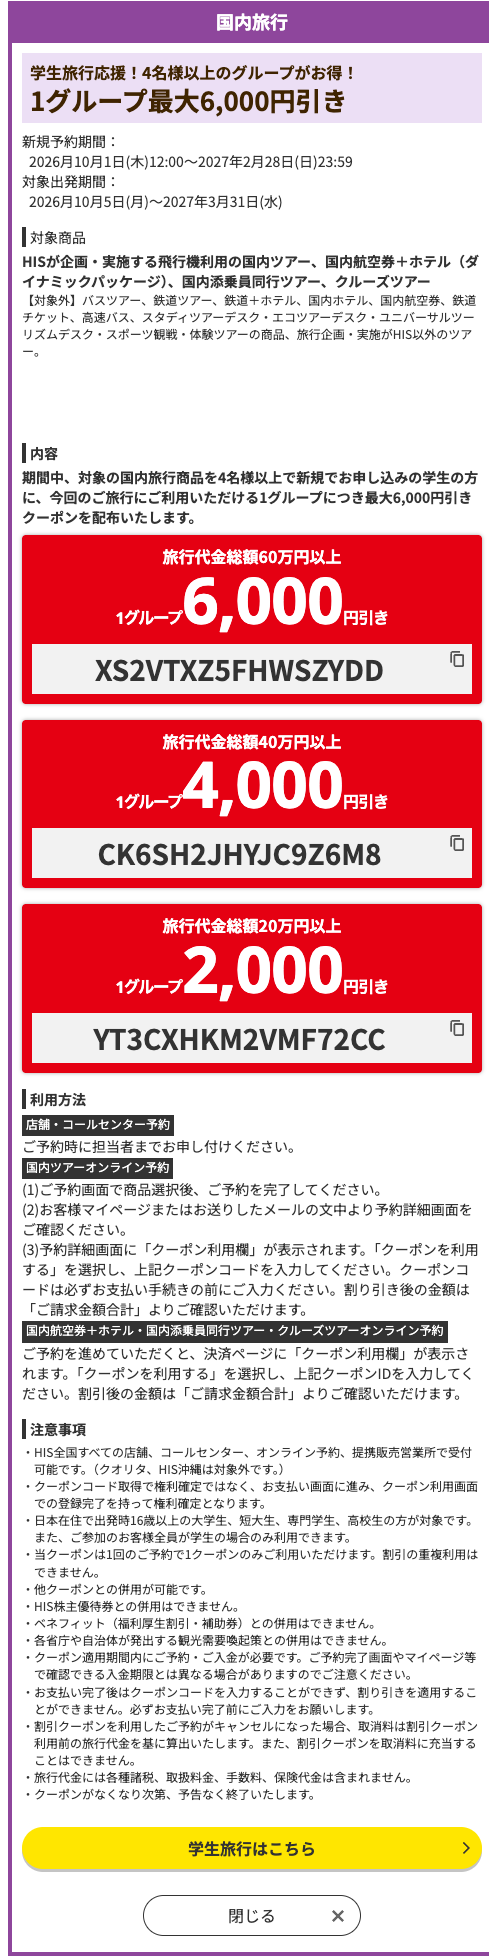 国内旅行
学生旅行応援！4名様以上のグループがお得！
1グループ最大6,000円引き
新規予約期間：
2026月10月1日(木)12:00～2027年2月28日(日)23:59
対象出発期間：
2026月10月5日(月)～2027年3月31日(水)
対象商品
HISが企画・実施する飛行機利用の国内ツアー、国内航空券＋ホテル（ダ
イナミックパッケージ）、国内添乗員同行ツアー、クルーズツアー
【対象外】バスツアー、鉄道ツアー、鉄道＋ホテル、国内ホテル、国内航空券、鉄道
チケット、高速バス、スタディツアーデスク・エコツアーデスク・ユニバーサルツー
リズムデスク・スポーツ観戦・体験ツアーの商品、旅行企画・実施がHIS以外のツア
ー。
内容
期間中、対象の国内旅行商品を4名様以上で新規でお申し込みの学生の方
に、今回のご旅行にご利用いただける1グループにつき最大6,000円引き
クーポンを配布いたします。
旅行代金総額60万円以上
1グループ6,000円引き
XS2VTXZ5FHWSZYDD
旅行代金総額40万円以上
1グループ4,000円引き
CK6SH2JHYJC9Z6M8
旅行代金総額20万円以上
1グループ2,000円引き
YT3CXHKM2VMF72CC
利用方法
店舗・コールセンター予約
ご予約時に担当者までお申し付けください。
国内ツアーオンライン予約
(1)ご予約画面で商品選択後、ご予約を完了してください。
(2)お客様マイページまたはお送りしたメールの文中より予約詳細画面を
ご確認ください。
(3)予約詳細画面に「クーポン利用欄」が表示されます。「クーポンを利用
する」を選択し、上記クーポンコードを入力してください。クーポンコ
ードは必ずお支払い手続きの前にご入力ください。割り引き後の金額は
「ご請求金額合計」よりご確認いただけます。
国内航空券＋ホテル・国内添乗員同行ツアー・クルーズツアーオンライン予約
ご予約を進めていただくと、決済ページに「クーポン利用欄」が表示さ
れます。「クーポンを利用する」を選択し、上記クーポンIDを入力してく
ださい。割引後の金額は「ご請求金額合計」よりご確認いただけます。
注意事項
・HIS全国すべての店舗、コールセンター、オンライン予約、提携販売営業所で受付
可能です。（クオリタ、HIS沖縄は対象外です。）
・クーポンコード取得で権利確定ではなく、お支払い画面に進み、クーポン利用画面
での登録完了を持って権利確定となります。
・日本在住で出発時16歳以上の大学生、短大生、専門学生、高校生の方が対象です。
また、ご参加のお客様全員が学生の場合のみ利用できます。
・当クーポンは1回のご予約で1クーポンのみご利用いただけます。割引の重複利用は
できません。
・他クーポンとの併用が可能です。
・HIS株主優待券との併用はできません。
・ベネフィット（福利厚生割引・補助券）との併用はできません。
・各省庁や自治体が発出する観光需要喚起策との併用はできません。
・クーポン適用期間内にご予約・ご入金が必要です。ご予約完了画面やマイページ等
で確認できる入金期限とは異なる場合がありますのでご注意ください。
・お支払い完了後はクーポンコードを入力することができず、割り引きを適用するこ
とができません。必ずお支払い完了前にご入力をお願いします。
・割引クーポンを利用したご予約がキャンセルになった場合、取消料は割引クーポン
利用前の旅行代金を基に算出いたします。また、割引クーポンを取消料に充当する
ことはできません。
・旅行代金には各種諸税、取扱料金、手数料、保険代金は含まれません。
・クーポンがなくなり次第、予告なく終了いたします。
学生旅行はこちら
閉じる